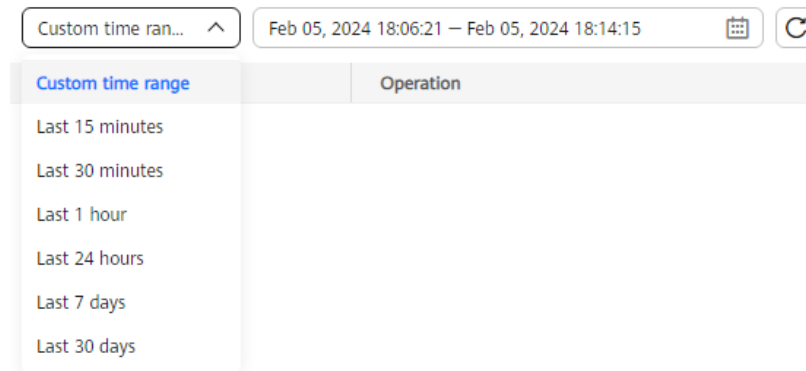 Custom time ran...
Feb 05, 2024 18:06:21 — Feb 05, 2024 18:14:15
Custom time range
Operation
Last 15 minutes
Last 30 minutes
Last 1 hour
Last 24 hours
Last 7 days
Last 30 days